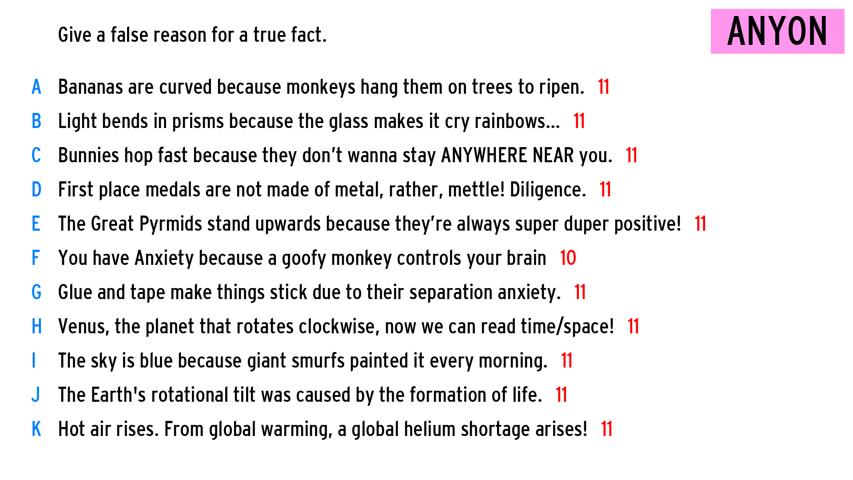 Give a false reason for a true fact.
ANYON
A Bananas are curved because monkeys hang them on trees to ripen. 11
B Light bends in prisms because the glass makes it cry rainbows... 11
C Bunnies hop fast because they don't wanna stay ANYWHERE NEAR you. 11
D First place medals are not made of metal, rather, mettle! Diligence. 11
E The Great Pyrmids stand upwards because they're always super duper positive! 11
F You have Anxiety because a goofy monkey controls your brain 10
G Glue and tape make things stick due to their separation anxiety. 11
H Venus, the planet that rotates clockwise, now we can read time/space! 11
I The sky is blue because giant smurfs painted it every morning. 11
J The Earth's rotational tilt was caused by the formation of life. 11
K Hot air rises. From global warming, a global helium shortage arises! 11